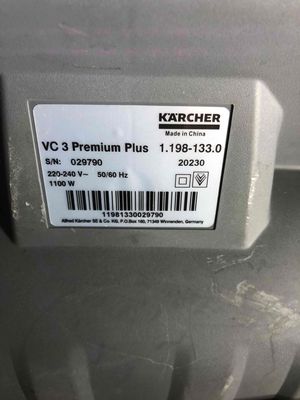 KÄRCHER
Made in China
VC 3 Premium Plus 1.198-133.0
S/N: 029790 20230
220-240 V~ 50/60 Hz
1100 W
11981330029790
Alfred Kärcher SE & Co. KG, P.O.Box 160, 71349 Winnenden, Germany